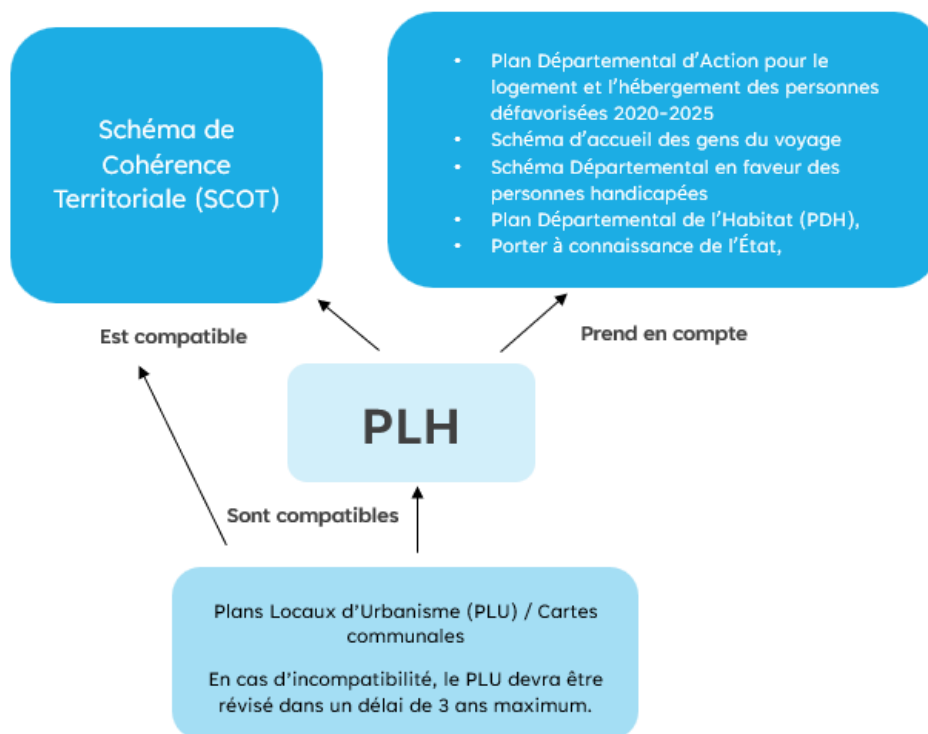 Schéma de
Cohérence
Territoriale (SCOT)
• Plan Départemental d'Action pour le
logement et l'hébergement des personnes
défavorisées 2020-2025
• Schéma d'accueil des gens du voyage
• Schéma Départemental en faveur des
personnes handicapées
• Plan Départemental de l'Habitat (PDH),
• Porter à connaissance de l'État,
Est compatible
Prend en compte
PLH
Sont compatibles
Plans Locaux d'Urbanisme (PLU) / Cartes
communales
En cas d'incompatibilité, le PLU devra être
révisé dans un délai de 3 ans maximum.